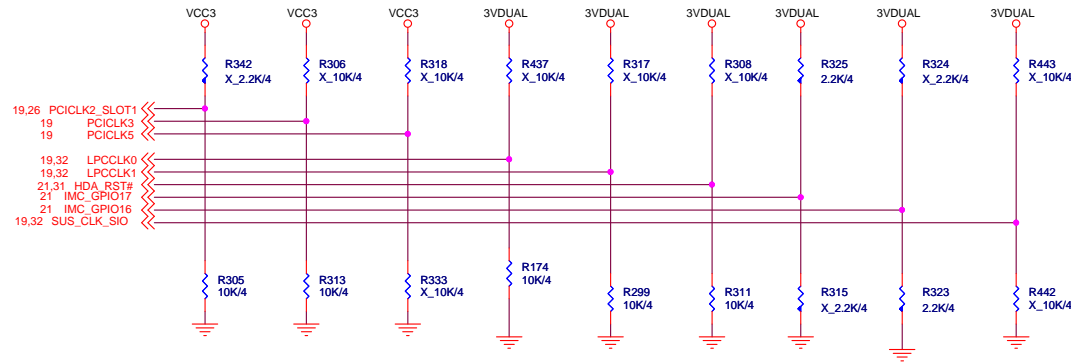 VCC3 VCC3 VCC3 3VDUAL 3VDUAL 3VDUAL 3VDUAL 3VDUAL 3VDUAL
R342 R306 R318 R437 R317 R308 R325 R324 R443
X_2.2K/4 X_10K/4 X_10K/4 X_10K/4 X_10K/4 X_10K/4 2.2K/4 X_2.2K/4 X_10K/4
19,26 PCICLK2_SLOT1
19 PCICLK3
19 PCICLK5
19,32 LPCCLK0
19,32 LPCCLK1
21,31 HDA_RST#
21 IMC_GPIO17
21 IMC_GPIO16
19,32 SUS_CLK_SIO
R305 R313 R333 R174 R299 R311 R315 R323 R442
10K/4 10K/4 X_10K/4 10K/4 10K/4 10K/4 X_2.2K/4 2.2K/4 X_10K/4